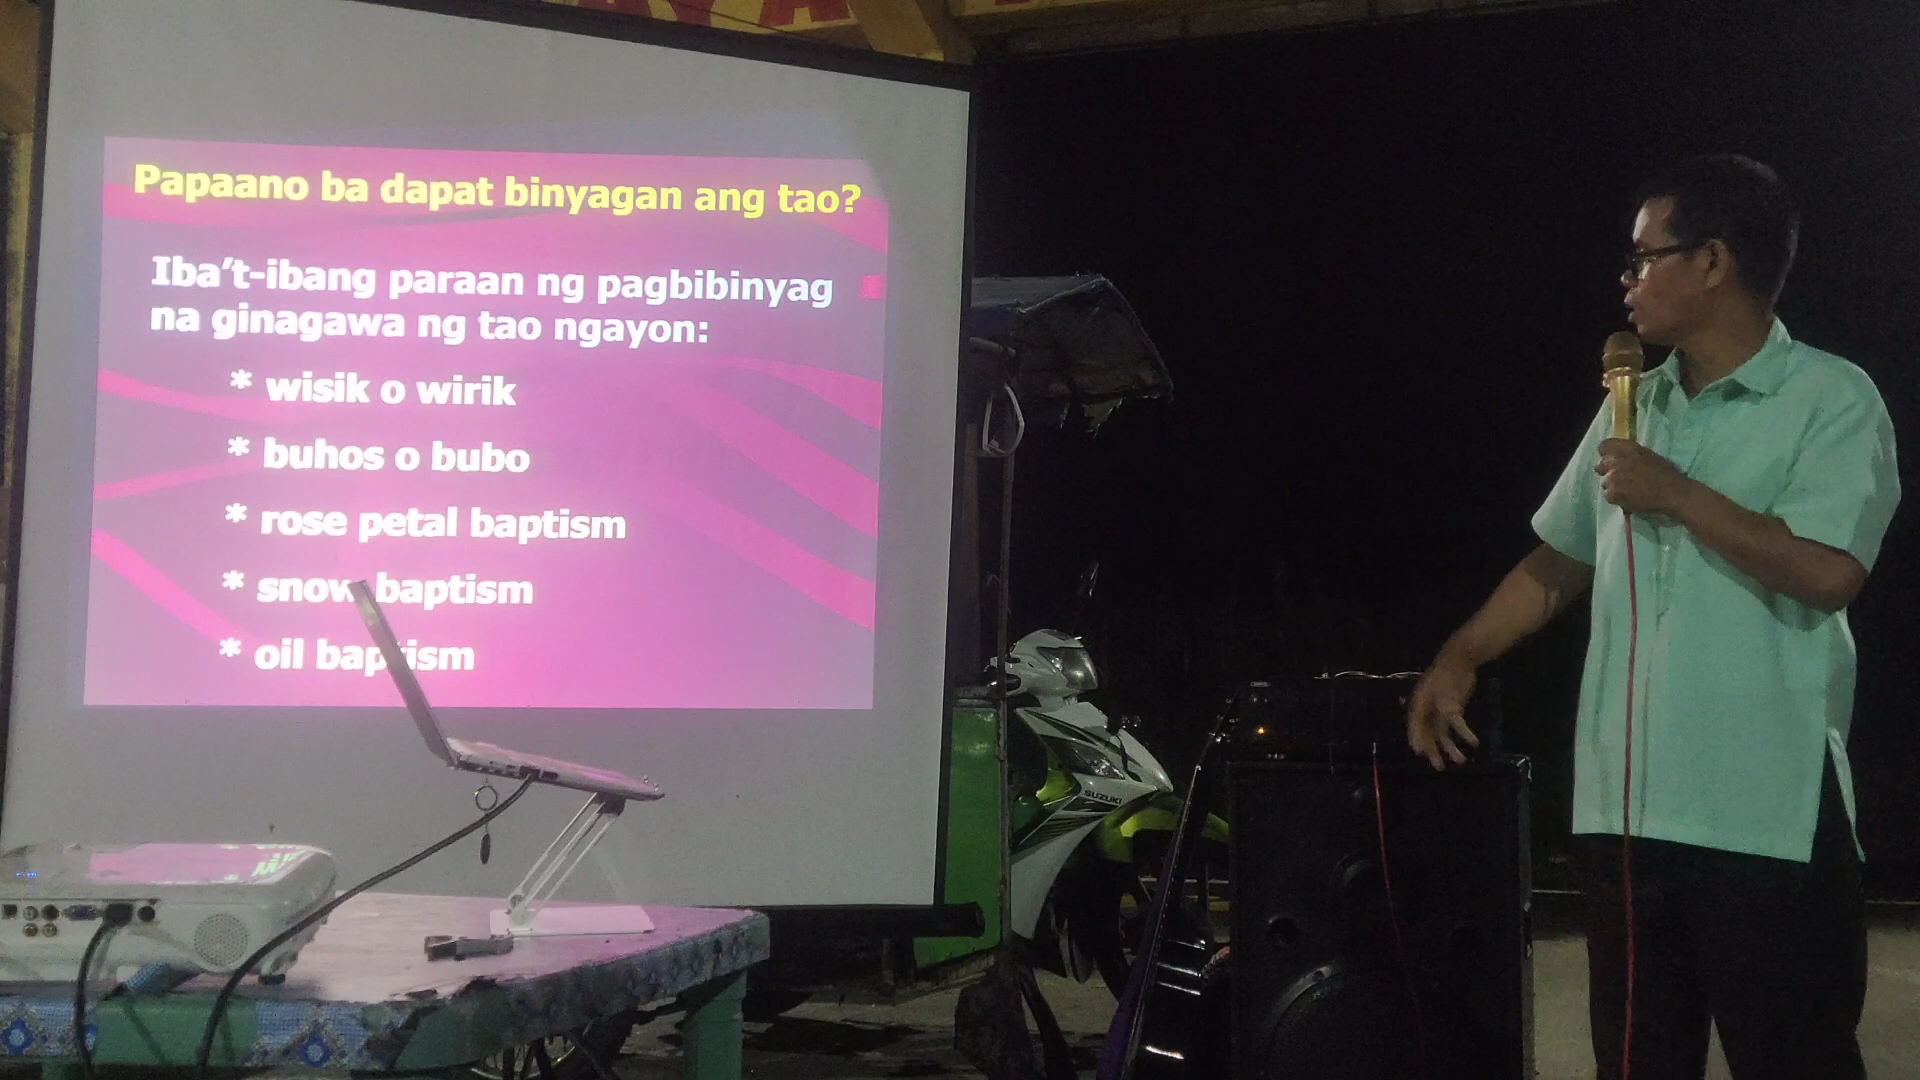 Papaano ba dapat binyagan ang tao?
Iba't-ibang paraan ng pagbibinyag
na ginagawa ng tao ngayon:
* wisik o wirik
* buhos o bubo
* rose petal baptism
* snow baptism
* oil baptism
SUZUKI